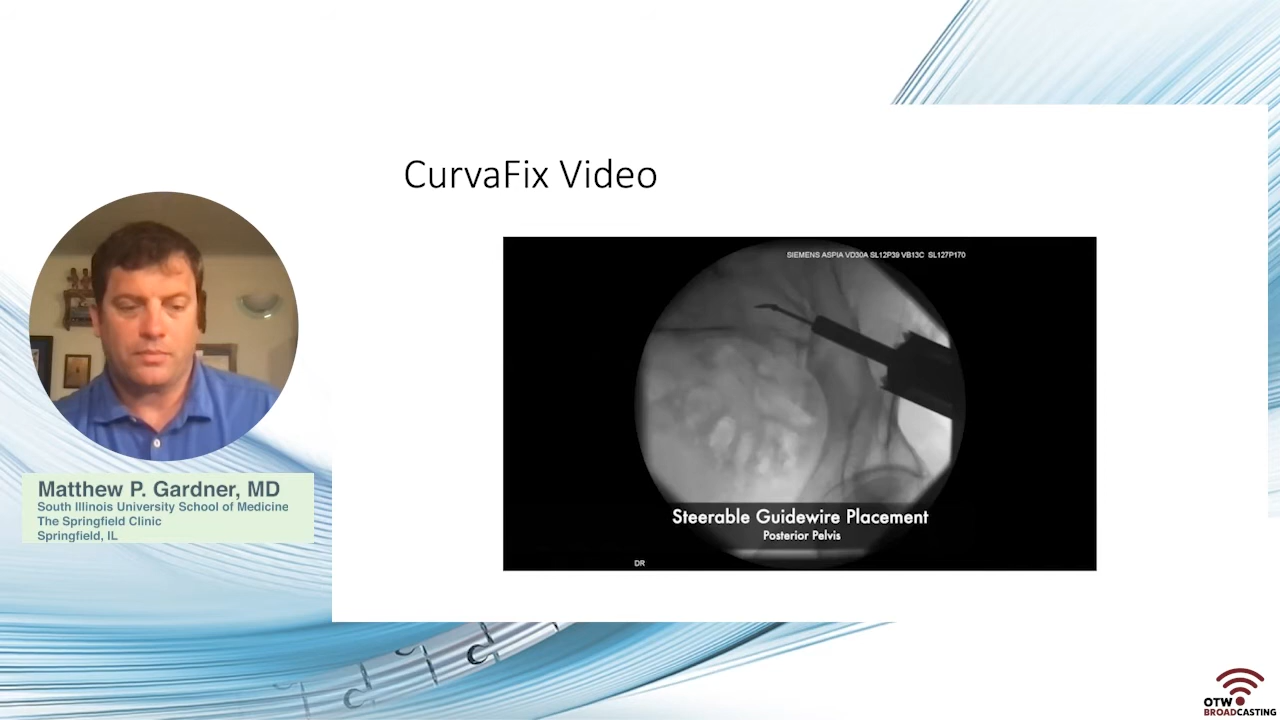 CurvaFix Video
SIEMENS ASPIA VD30A SL12P39 VB13C SL127P170
Steerable Guidewire Placement
Posterior Pelvis
DR
Matthew P. Gardner, MD
South Illinois University School of Medicine
The Springfield Clinic
Springfield, IL
OTW
BROADCASTING